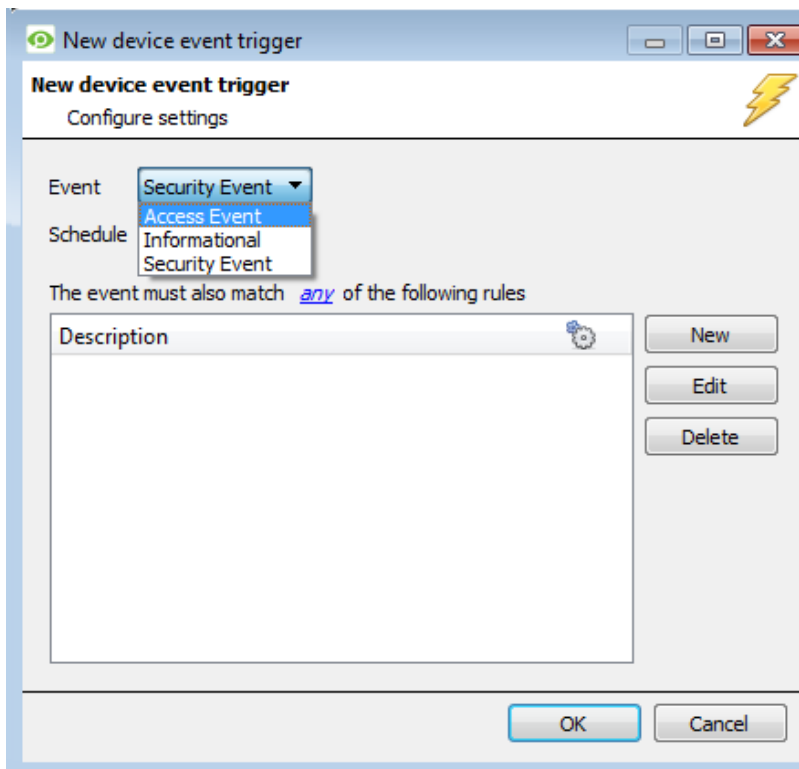 New device event trigger
New device event trigger
Configure settings
Event Security Event
Access Event
Schedule Informational
Security Event
The event must also match any of the following rules
Description
New
Edit
Delete
OK Cancel